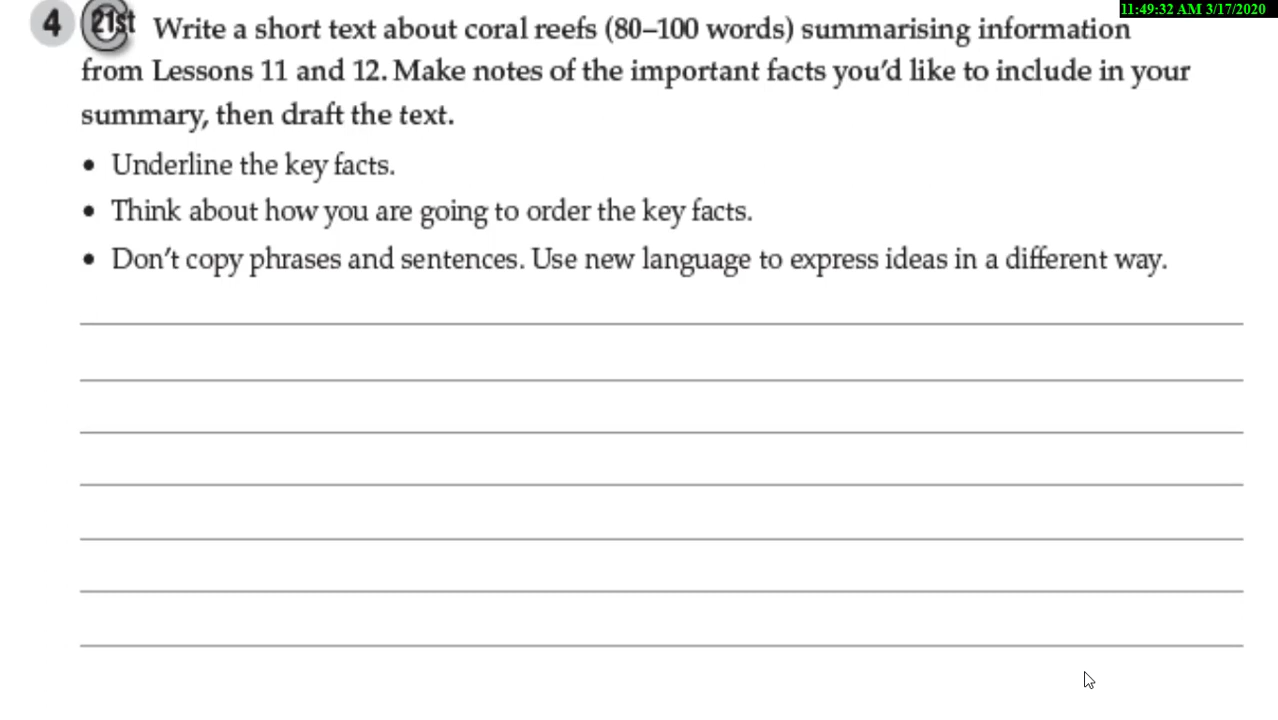 11:49:32 AM 3/17/2020
4 21st Write a short text about coral reefs (80–100 words) summarising information
from Lessons 11 and 12. Make notes of the important facts you’d like to include in your
summary, then draft the text.
• Underline the key facts.
• Think about how you are going to order the key facts.
• Don’t copy phrases and sentences. Use new language to express ideas in a different way.